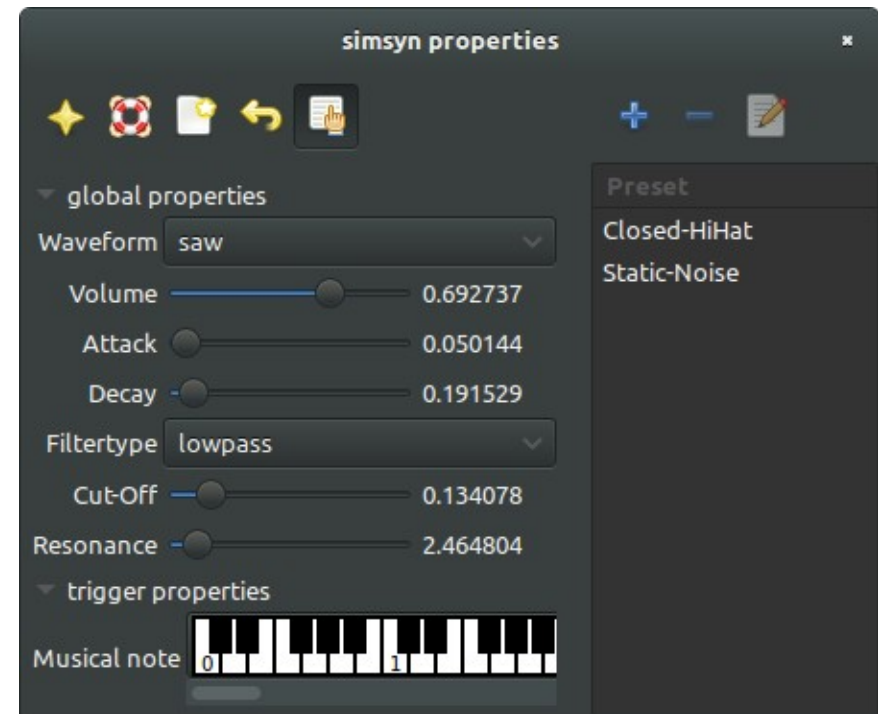 simsyn properties
global properties
Waveform saw
Volume 0.692737
Attack 0.050144
Decay 0.191529
Filtertype lowpass
Cut-Off 0.134078
Resonance 2.464804
trigger properties
Musical note 0 1
Preset
Closed-HiHat
Static-Noise